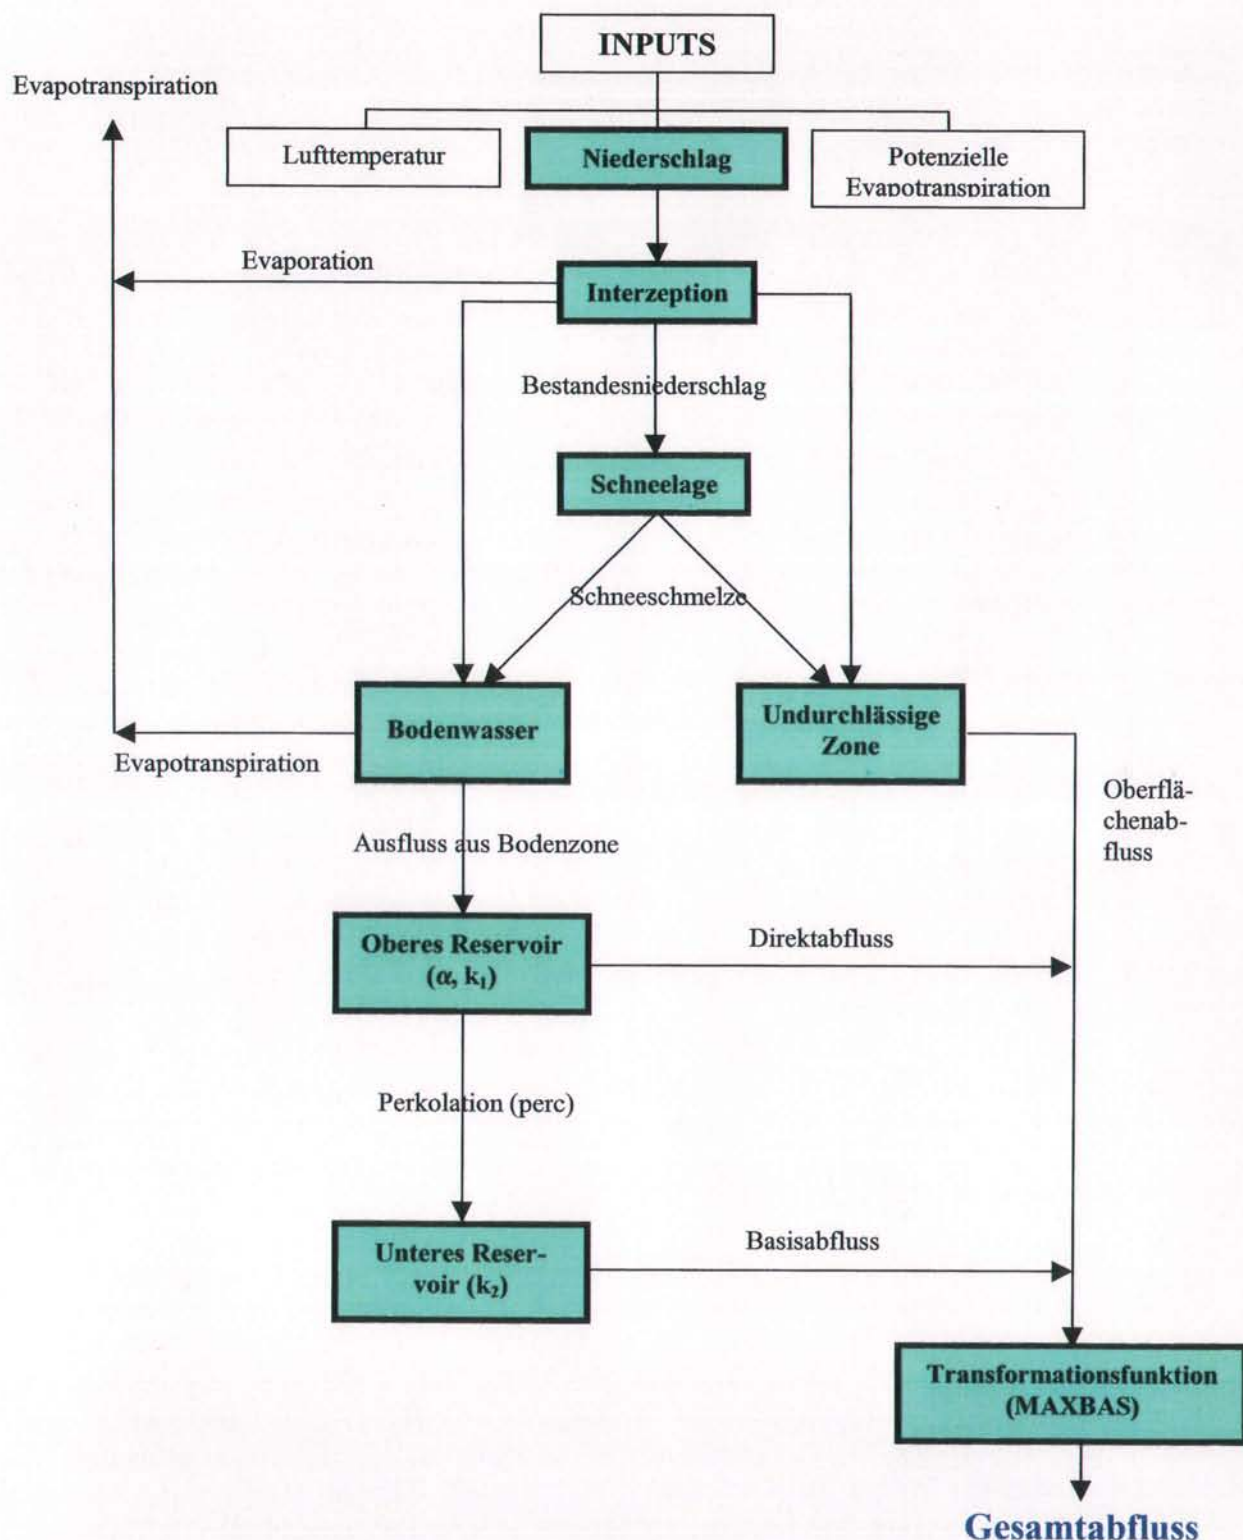 INPUTS
Evapotranspiration
Lufttemperatur
Niederschlag
Potenzielle
Evapotranspiration
Evaporation
Interzeption
Bestandesniederschlag
Schneelage
Schneeschmelze
Bodenwasser
Undurchlässige
Zone
Evapotranspiration
Oberflä-
chenab-
fluss
Ausfluss aus Bodenzone
Oberes Reservoir
(α, k₁)
Direktabfluss
Perkolation (perc)
Unteres Reser-
voir (k₂)
Basisabfluss
Transformationsfunktion
(MAXBAS)
Gesamtabfluss